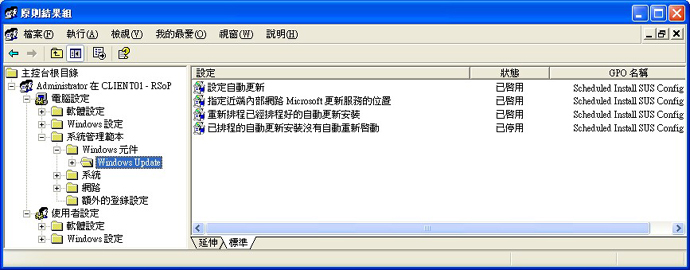 原則結果組
檔案(F) 執行(A) 檢視(V) 我的最愛(O) 視窗(W) 說明(H)
主控台根目錄
Administrator 在 CLIENT01 - RSoP
電腦設定
軟體設定
Windows 設定
系統管理範本
Windows 元件
Windows Update
系統
網路
額外的登錄設定
使用者設定
軟體設定
Windows 設定
設定 狀態 GPO 名稱
設定自動更新 已啓用 Scheduled Install SUS Config
指定近端內部網路 Microsoft 更新服務的位置 已啓用 Scheduled Install SUS Config
重新排程已經排程好的自動更新安裝 已啓用 Scheduled Install SUS Config
已排程的自動更新安裝沒有自動重新啓動 已停用 Scheduled Install SUS Config
延伸 標準